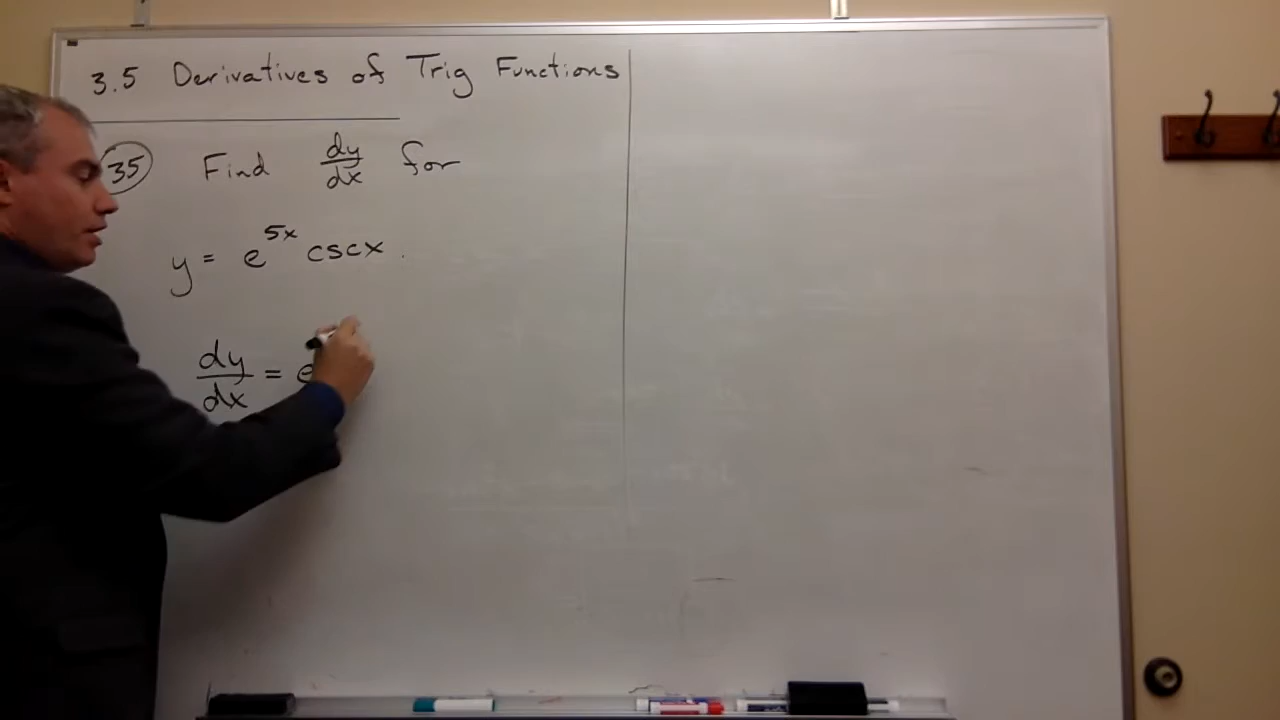 3.5 Derivatives of Trig Functions
35 Find dy/dx for
y = e^5x cscx.
dy/dx = e